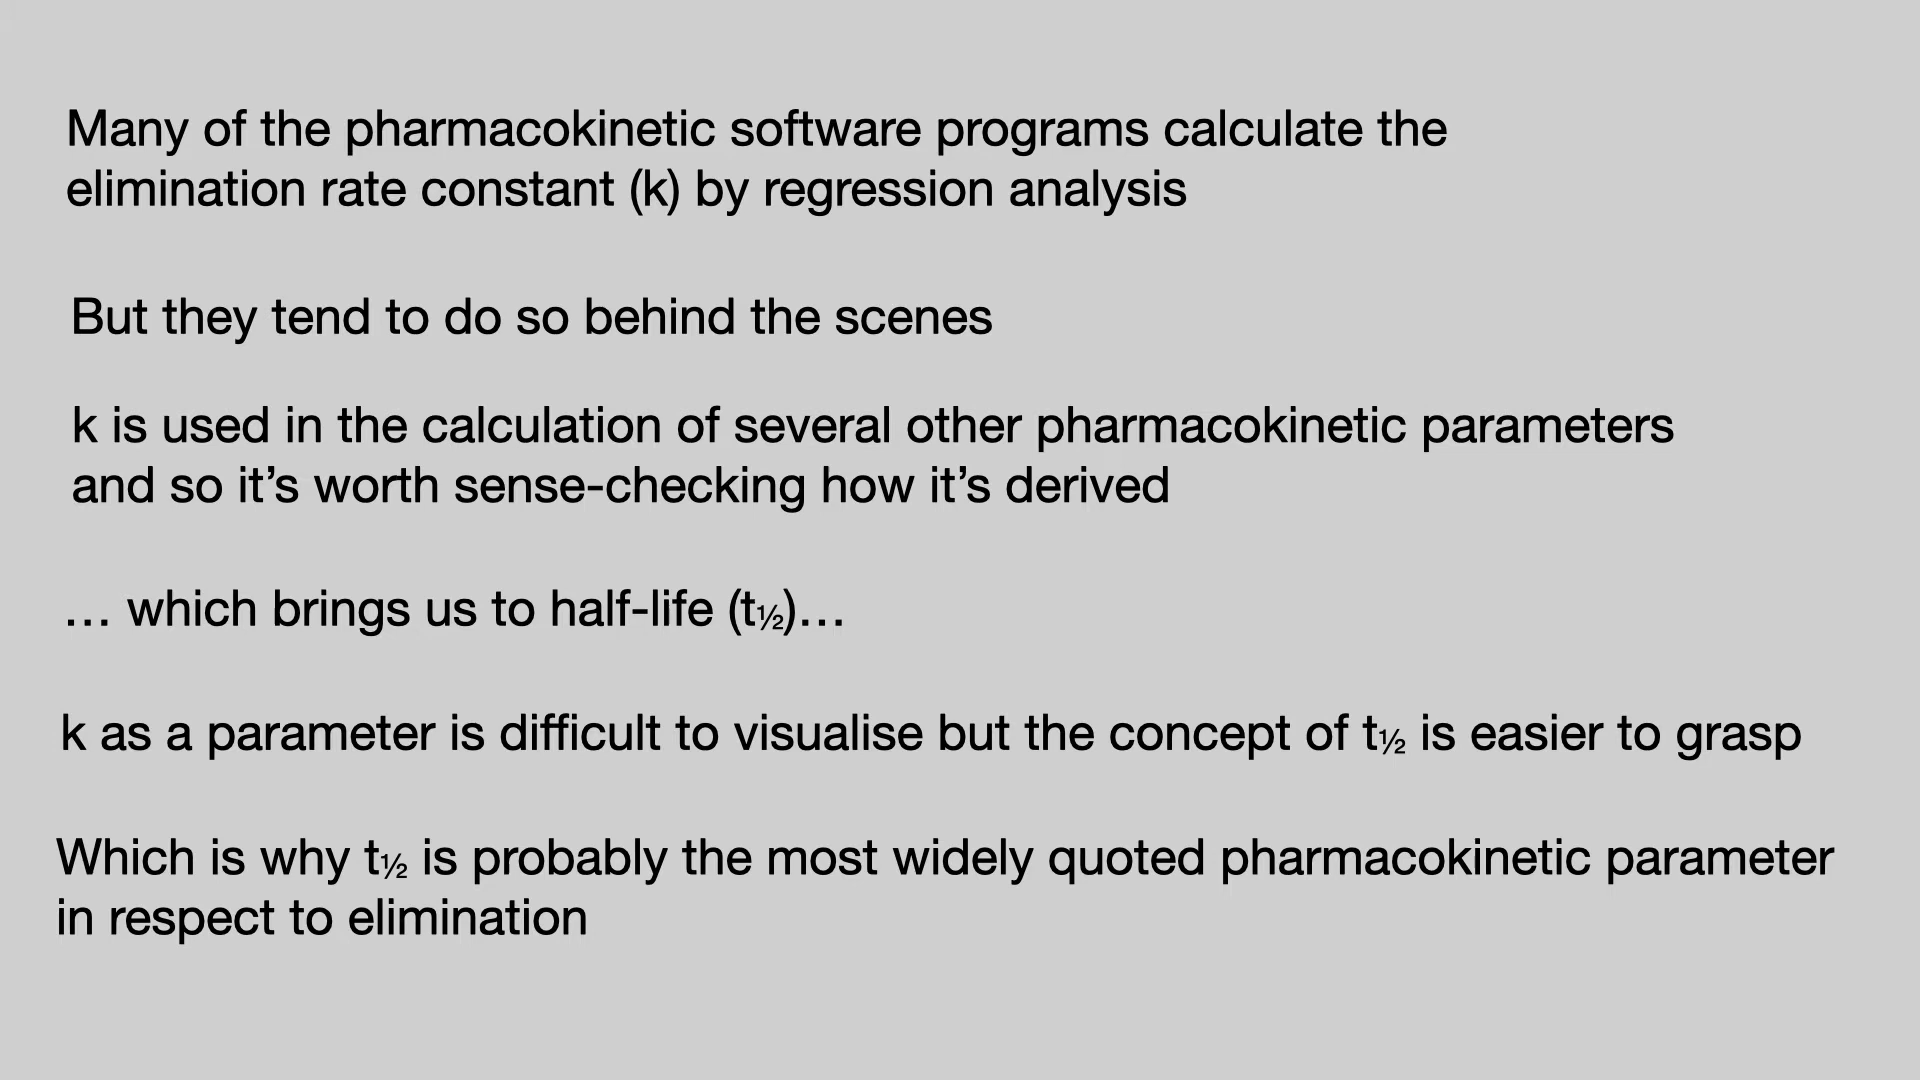 Many of the pharmacokinetic software programs calculate the
elimination rate constant (k) by regression analysis
But they tend to do so behind the scenes
k is used in the calculation of several other pharmacokinetic parameters
and so it’s worth sense-checking how it’s derived
… which brings us to half-life (t½)…
k as a parameter is difficult to visualise but the concept of t½ is easier to grasp
Which is why t½ is probably the most widely quoted pharmacokinetic parameter
in respect to elimination